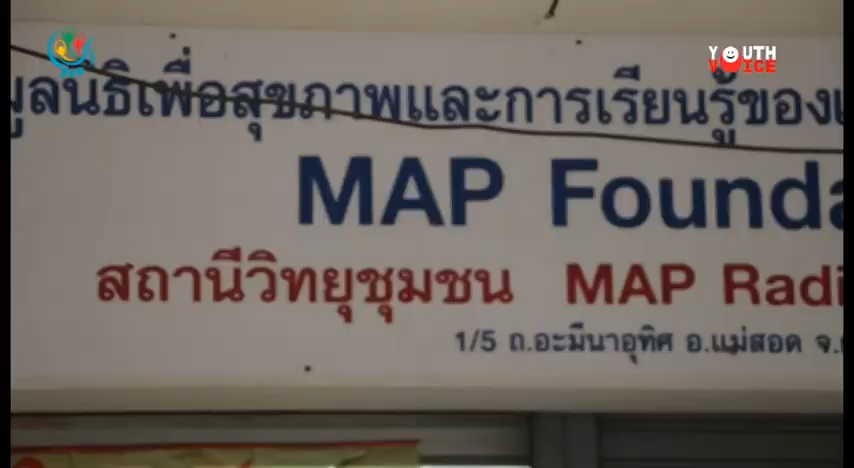 YOUTH
VOICE
มูลนิธิเพื่อสุขภาพและการเรียนรู้ของ
MAP Founda
สถานีวิทยุชุมชน MAP Radi
1/5 ถ.อะมีนาอุทิศ อ.แม่สอด จ.